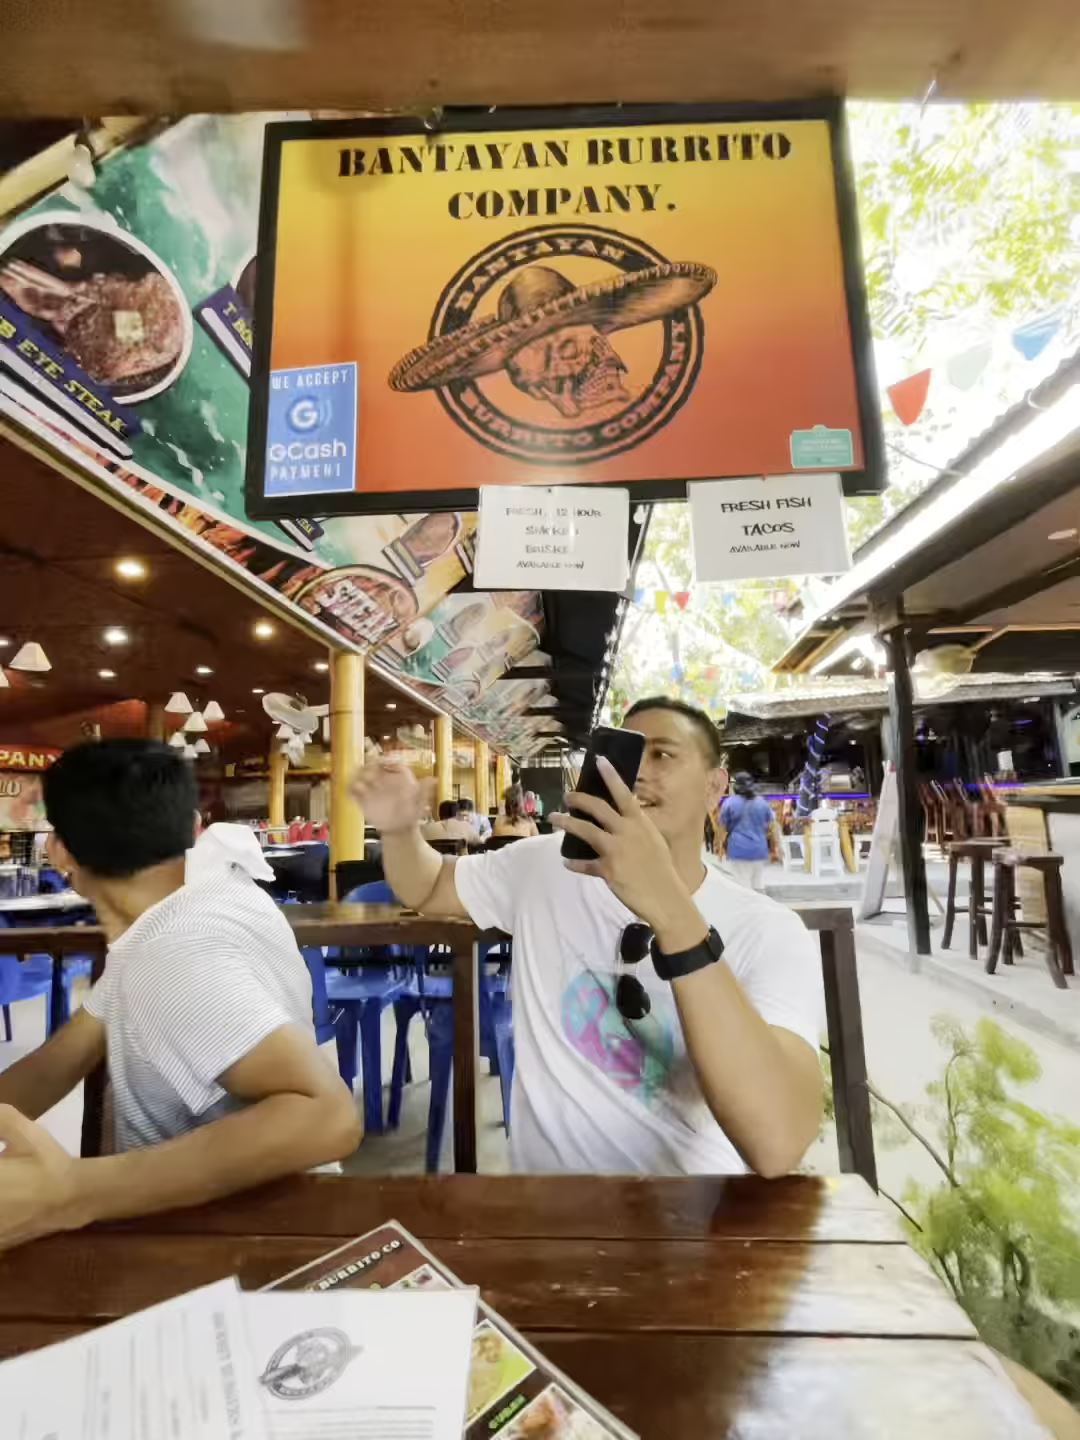 BANTAYAN BURRITO
COMPANY.
BANTAYAN
BURRITO COMPANY
WE ACCEPT
G
GCash
PAYMENT
FRESH 12 HOUR
SMOKED
BRISKET
AVAILABLE NOW
FRESH FISH
TACOS
AVAILABLE NOW
EYE STEAK
STEAK
BURRITO CO